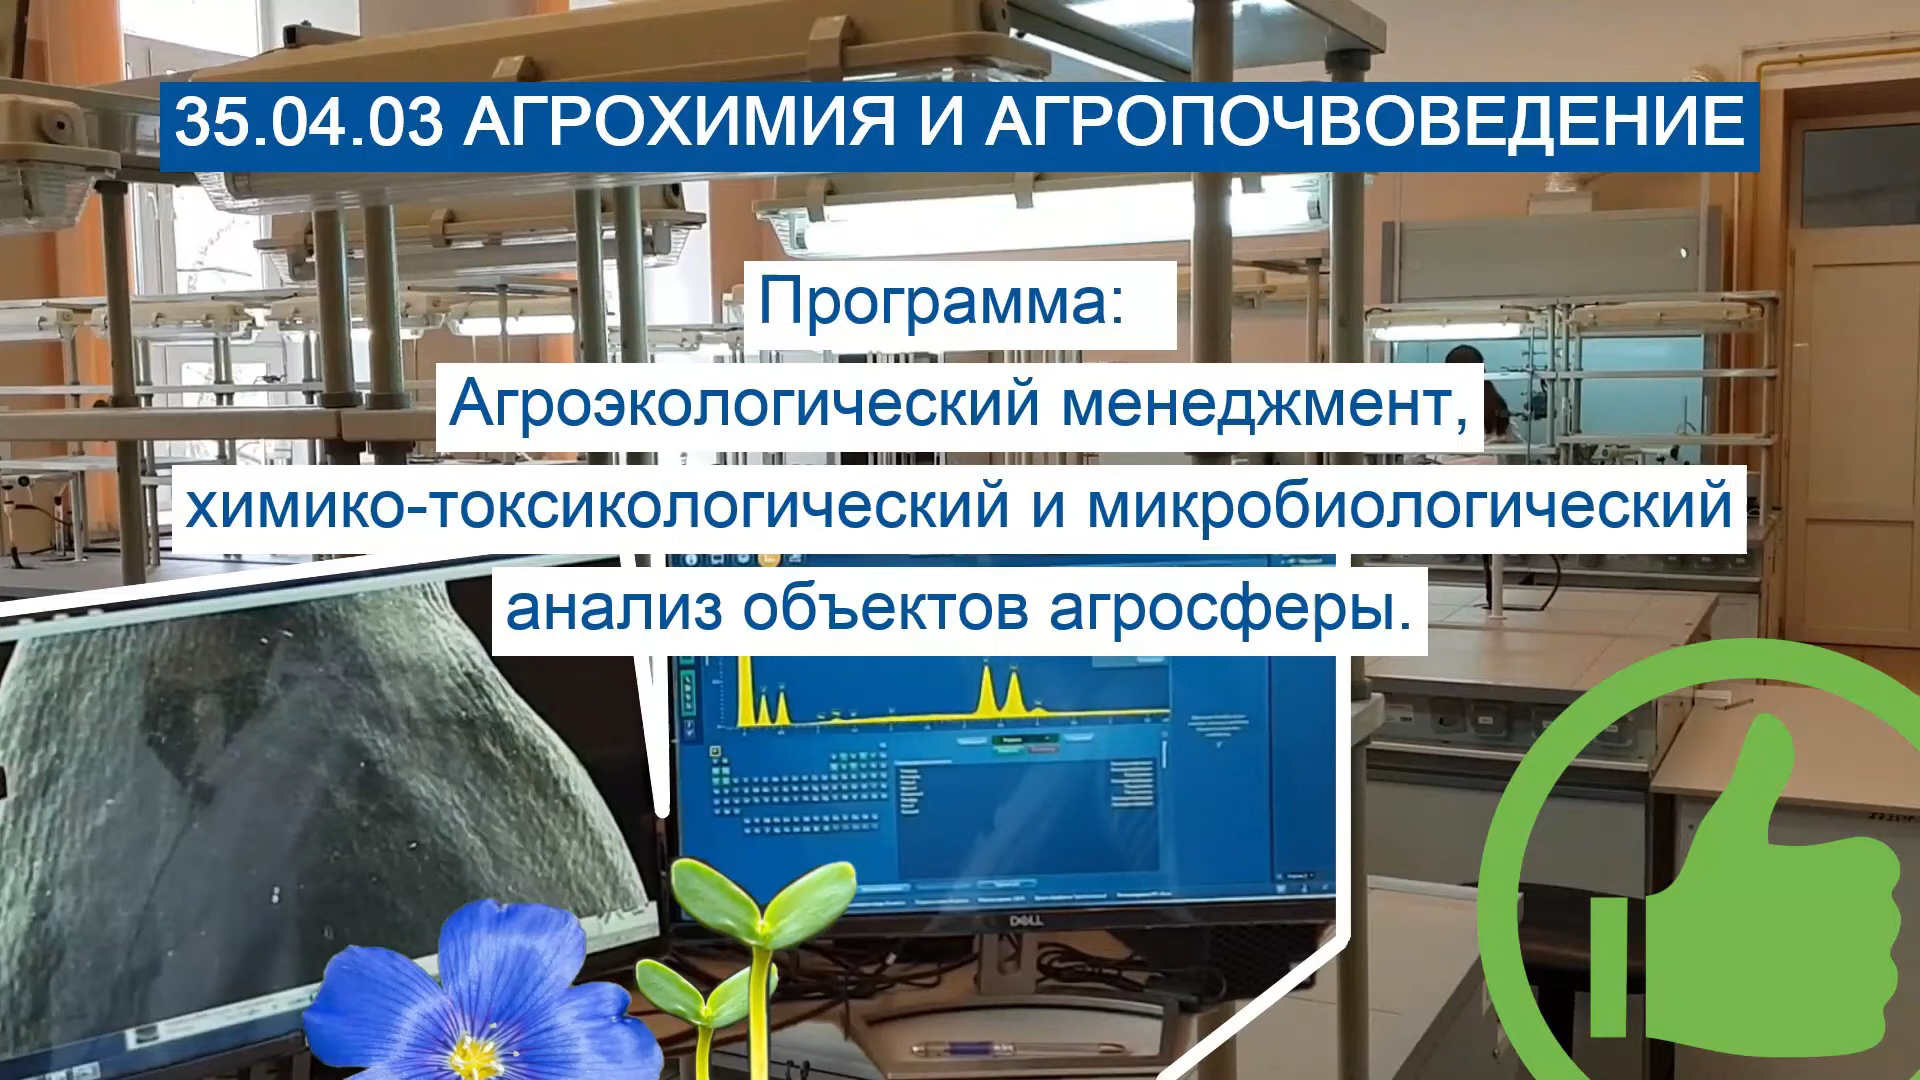 35.04.03 АГРОХИМИЯ И АГРОПОЧВОВЕДЕНИЕ
Программа:
Агроэкологический менеджмент,
химико-токсикологический и микробиологический
анализ объектов агросферы.
DELL